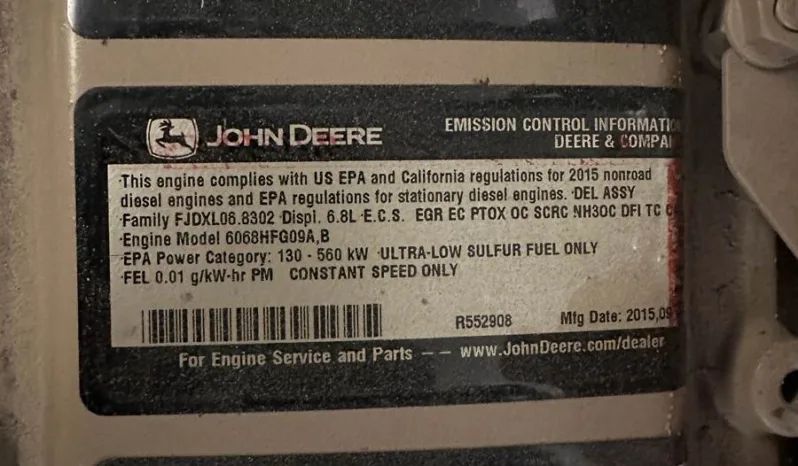 JOHN DEERE
EMISSION CONTROL INFORMATIO
DEERE & COMPA
This engine complies with US EPA and California regulations for 2015 nonroad
diesel engines and EPA regulations for stationary diesel engines. DEL ASSY
Family FJDXL06.8302 Displ. 6.8L E.C.S. EGR EC PTOX OC SCRC NH3OC DFI TC
Engine Model 6068HFG09A,B
EPA Power Category: 130 - 560 kW ULTRA-LOW SULFUR FUEL ONLY
FEL 0.01 g/kW-hr PM CONSTANT SPEED ONLY
R552908 Mfg Date: 2015,09
For Engine Service and Parts -- www.JohnDeere.com/dealer